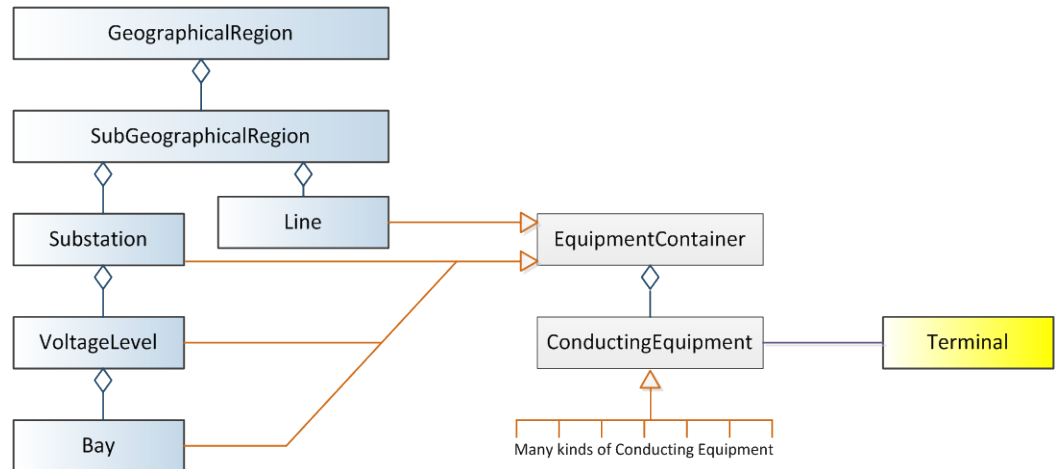 GeographicalRegion
SubGeographicalRegion
Line
Substation
EquipmentContainer
VoltageLevel
ConductingEquipment
Terminal
Bay
Many kinds of Conducting Equipment